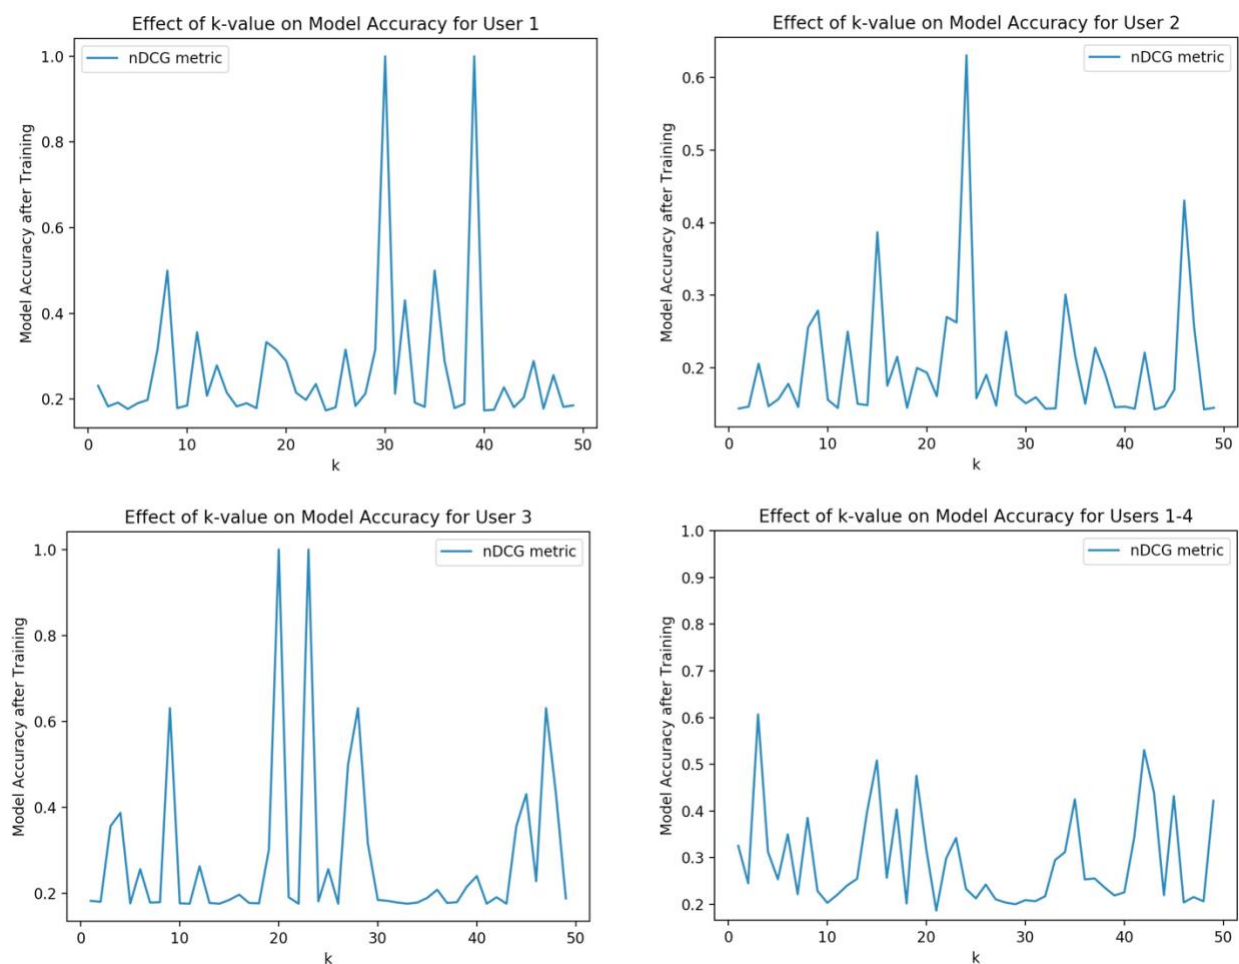 Effect of k-value on Model Accuracy for User 1
nDCG metric
Model Accuracy after Training
1.0
0.8
0.6
0.4
0.2
0 10 20 30 40 50
k
Effect of k-value on Model Accuracy for User 2
nDCG metric
Model Accuracy after Training
0.6
0.5
0.4
0.3
0.2
0 10 20 30 40 50
k
Effect of k-value on Model Accuracy for User 3
nDCG metric
Model Accuracy after Training
1.0
0.8
0.6
0.4
0.2
0 10 20 30 40 50
k
Effect of k-value on Model Accuracy for Users 1-4
nDCG metric
Model Accuracy after Training
1.0
0.9
0.8
0.7
0.6
0.5
0.4
0.3
0.2
0 10 20 30 40 50
k